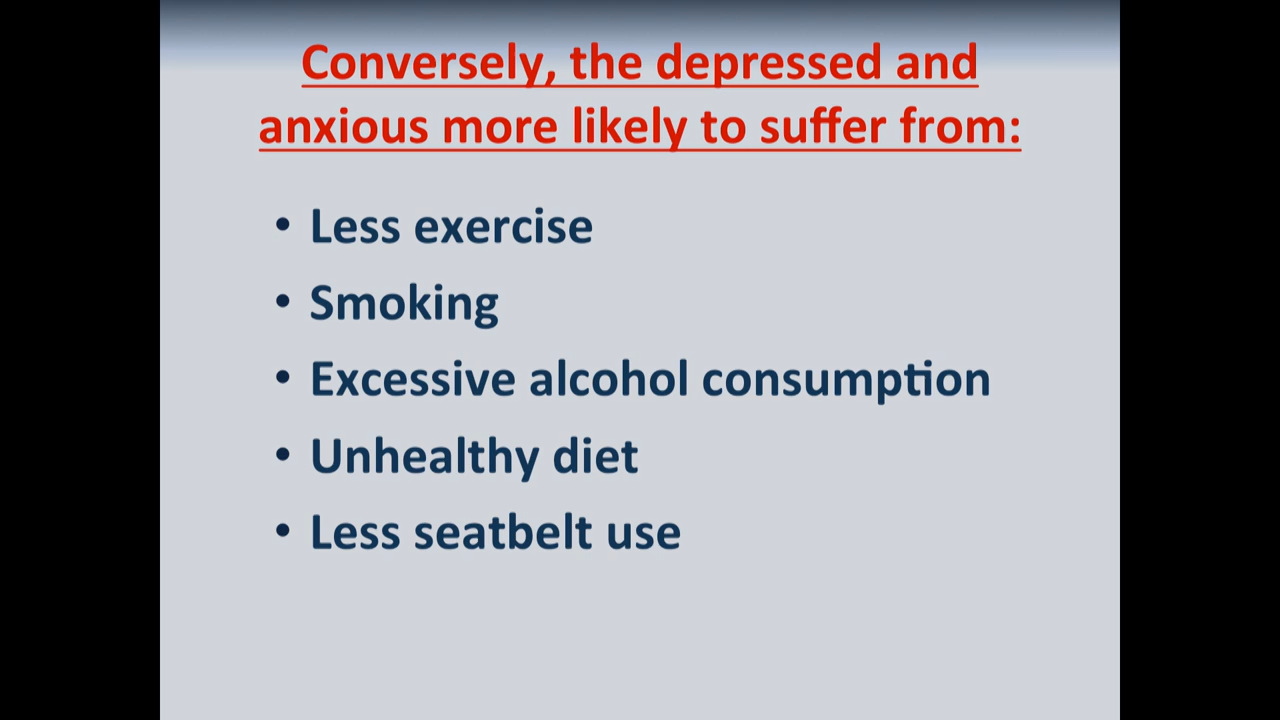 Conversely, the depressed and
anxious more likely to suffer from:
• Less exercise
• Smoking
• Excessive alcohol consumption
• Unhealthy diet
• Less seatbelt use